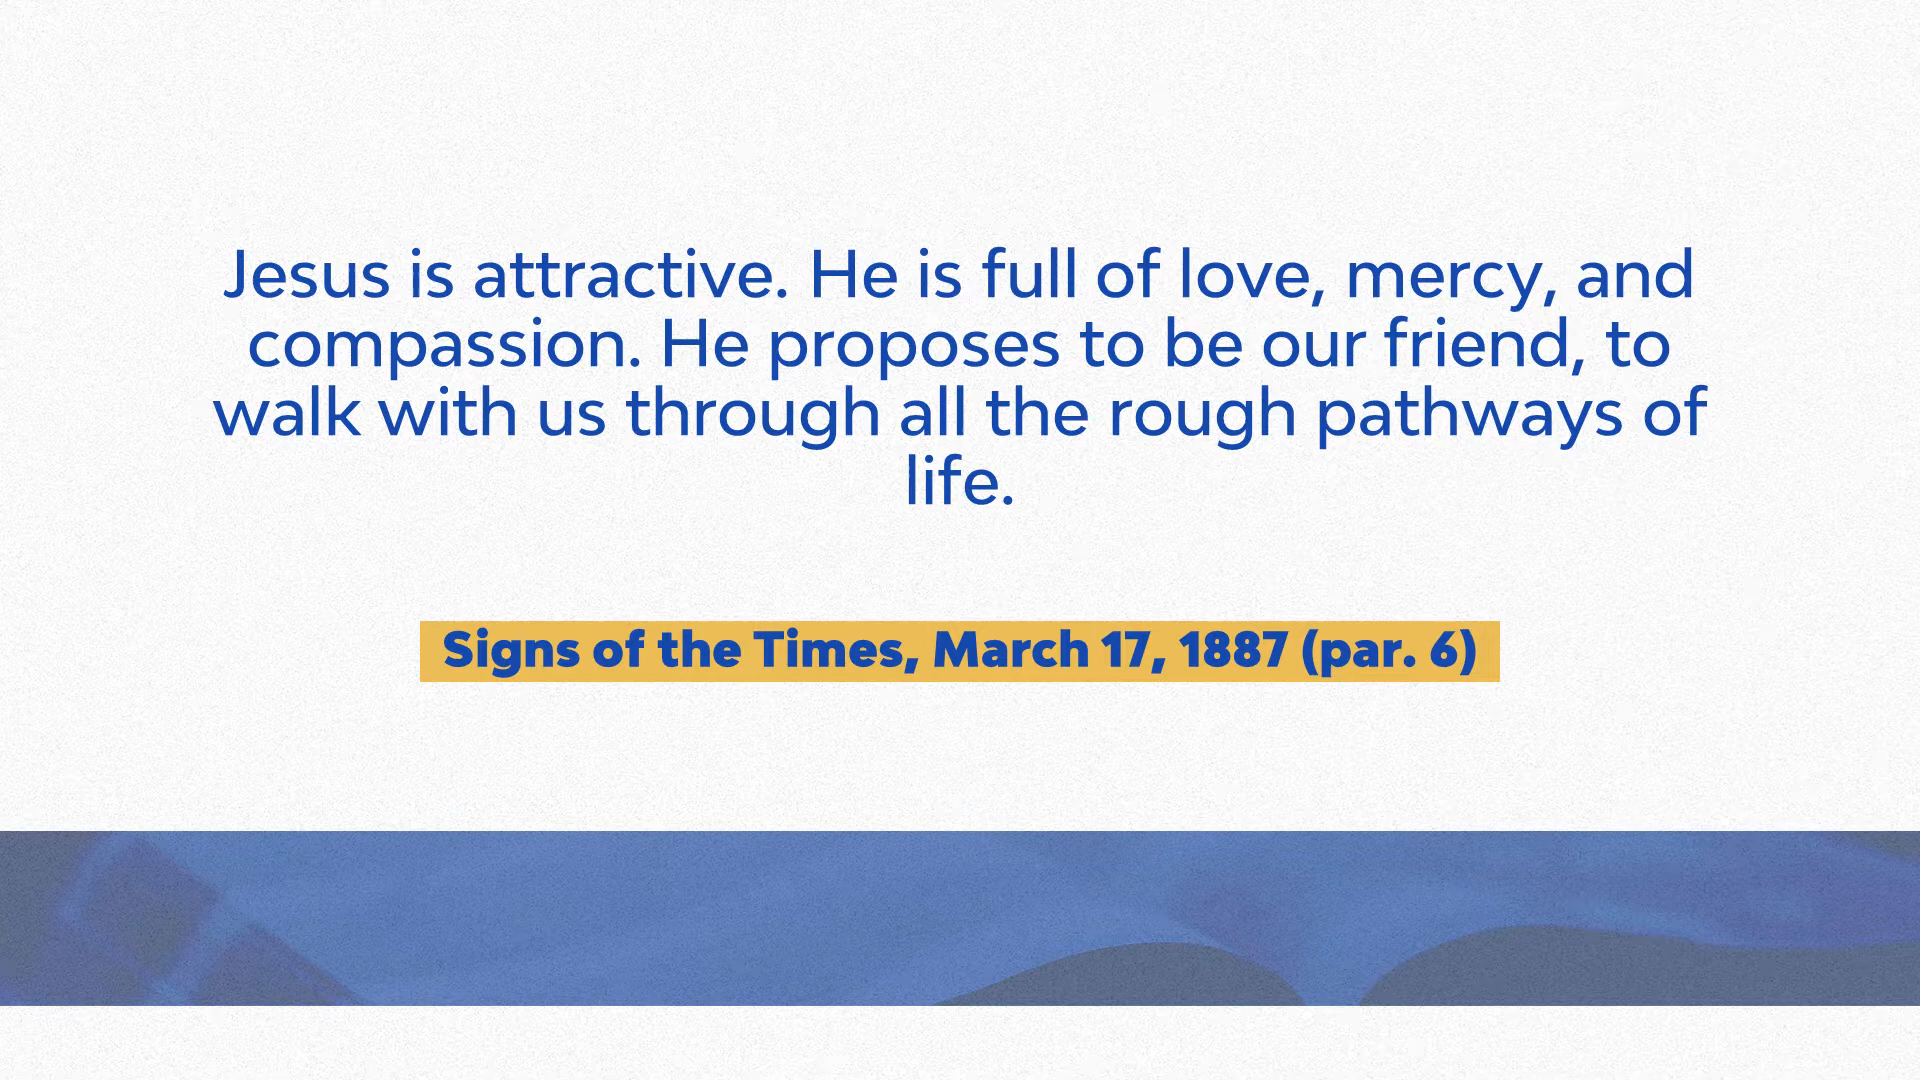 Jesus is attractive. He is full of love, mercy, and
compassion. He proposes to be our friend, to
walk with us through all the rough pathways of
life.
Signs of the Times, March 17, 1887 (par. 6)